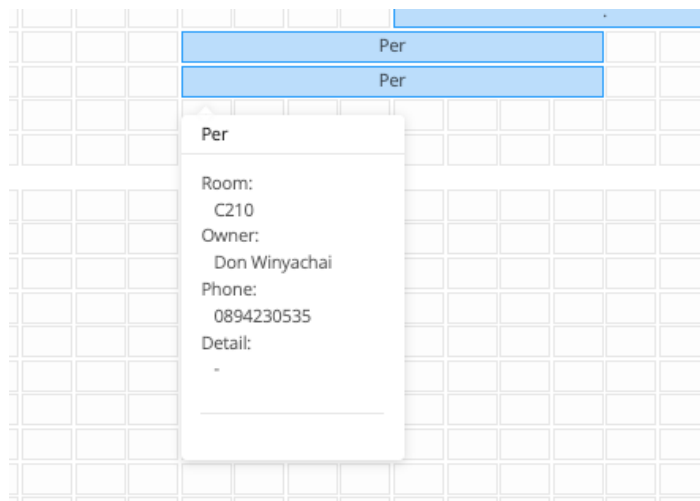 Per
Per
Per
Room:
C210
Owner:
Don Winyachai
Phone:
0894230535
Detail:
-